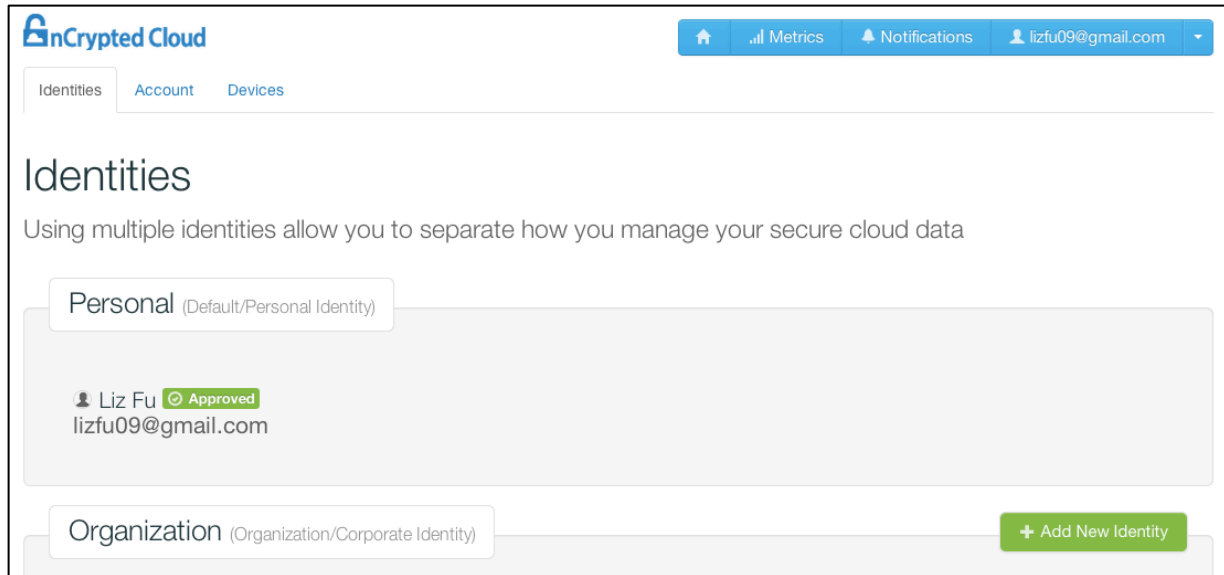 EnCrypted Cloud
Metrics Notifications lizfu09@gmail.com
Identities Account Devices
Identities
Using multiple identities allow you to separate how you manage your secure cloud data
Personal (Default/Personal Identity)
Liz Fu Approved
lizfu09@gmail.com
Organization (Organization/Corporate Identity)
+ Add New Identity